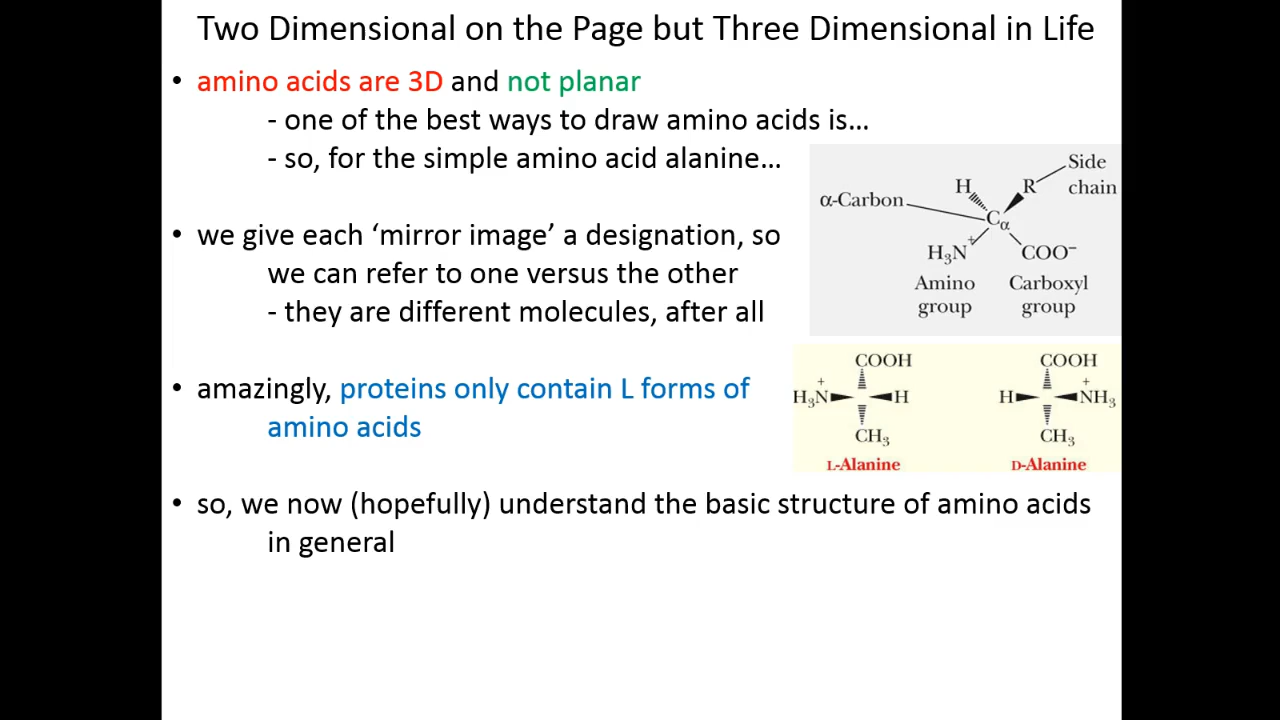 Two Dimensional on the Page but Three Dimensional in Life
• amino acids are 3D and not planar
- one of the best ways to draw amino acids is…
- so, for the simple amino acid alanine…
• we give each ‘mirror image’ a designation, so
we can refer to one versus the other
- they are different molecules, after all
• amazingly, proteins only contain L forms of
amino acids
• so, we now (hopefully) understand the basic structure of amino acids
in general
Side
chain
H R
α-Carbon
Cα
H₃N⁺ COO⁻
Amino Carboxyl
group group
COOH COOH
H₃N⁺ H H ⁺NH₃
CH₃ CH₃
L-Alanine D-Alanine